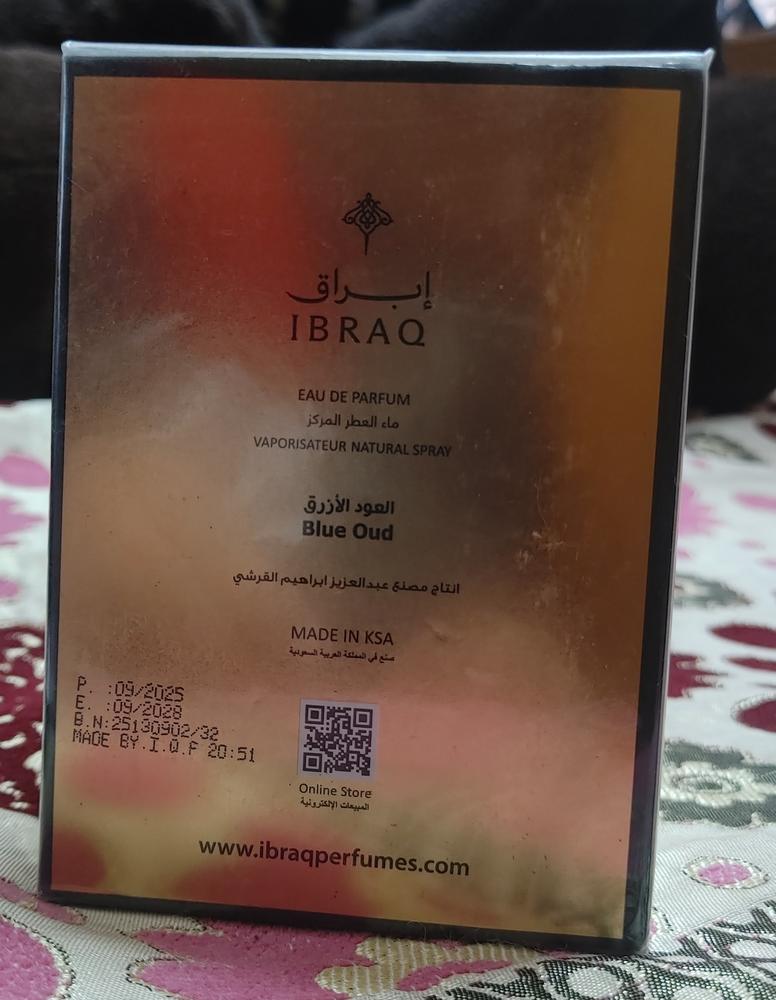 إبراق
IBRAQ
EAU DE PARFUM
ماء العطر المركز
VAPORISATEUR NATURAL SPRAY
العود الأزرق
Blue Oud
انتاج مصنع عبدالعزيز ابراهيم القرشي
MADE IN KSA
صنع في المملكة العربية السعودية
P. :09/2025
E. :09/2028
B.N:25130902/32
MADE BY.I.Q.F 20:51
Online Store
المبيعات الإلكترونية
www.ibraqperfumes.com